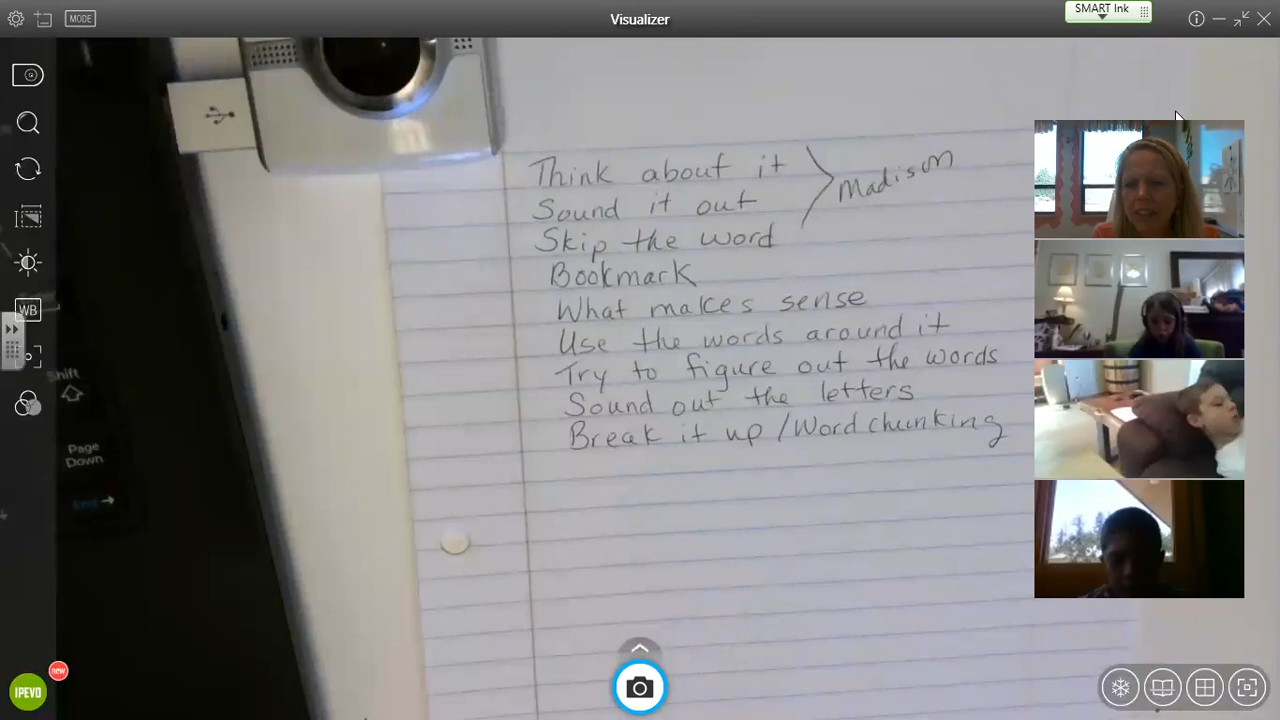 Visualizer
SMART Ink
MODE
Think about it
Sound it out
Madison
Skip the word
Bookmark
What makes sense
Use the words around it
Try to figure out the words
Sound out the letters
Break it up / Word chunking
WB
Shift
Page
Down
new
IPEVO